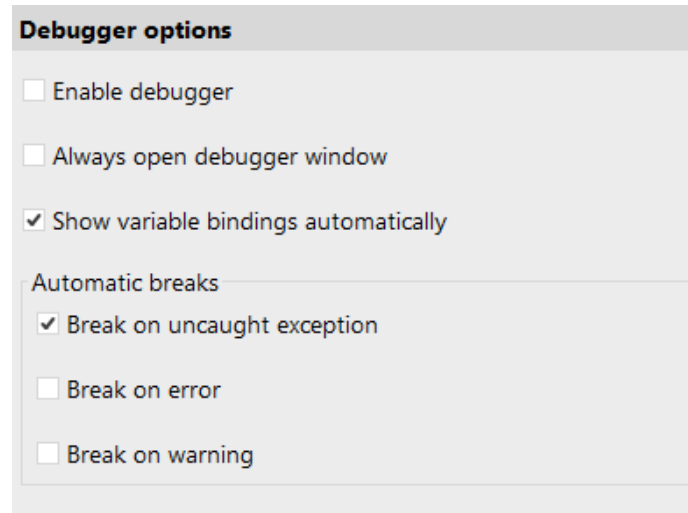 Debugger options
Enable debugger
Always open debugger window
Show variable bindings automatically
Automatic breaks
Break on uncaught exception
Break on error
Break on warning